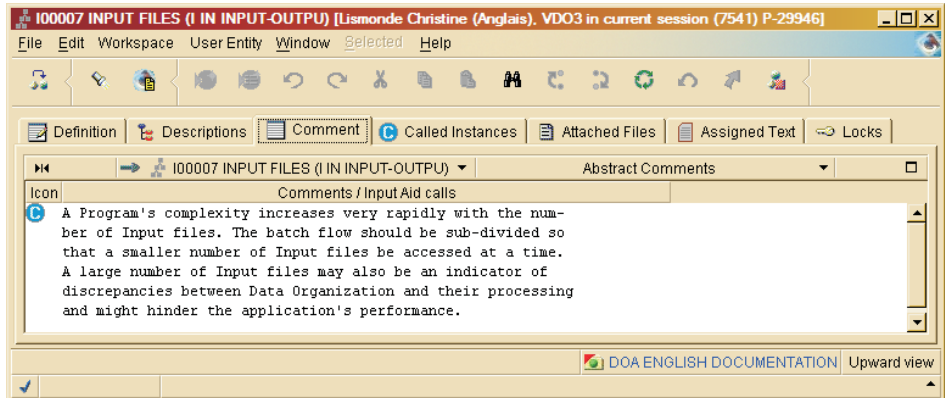 I00007 INPUT FILES (I IN INPUT-OUTPU) [Lismonde Christine (Anglais), VDO3 in current session (7541) P-29946]
File Edit Workspace User Entity Window Selected Help
Definition Descriptions Comment C Called Instances Attached Files Assigned Text Locks
I00007 INPUT FILES (I IN INPUT-OUTPU) Abstract Comments
Icon Comments / Input Aid calls
C A Program's complexity increases very rapidly with the num-
ber of Input files. The batch flow should be sub-divided so
that a smaller number of Input files be accessed at a time.
A large number of Input files may also be an indicator of
discrepancies between Data Organization and their processing
and might hinder the application's performance.
DOA ENGLISH DOCUMENTATION Upward view